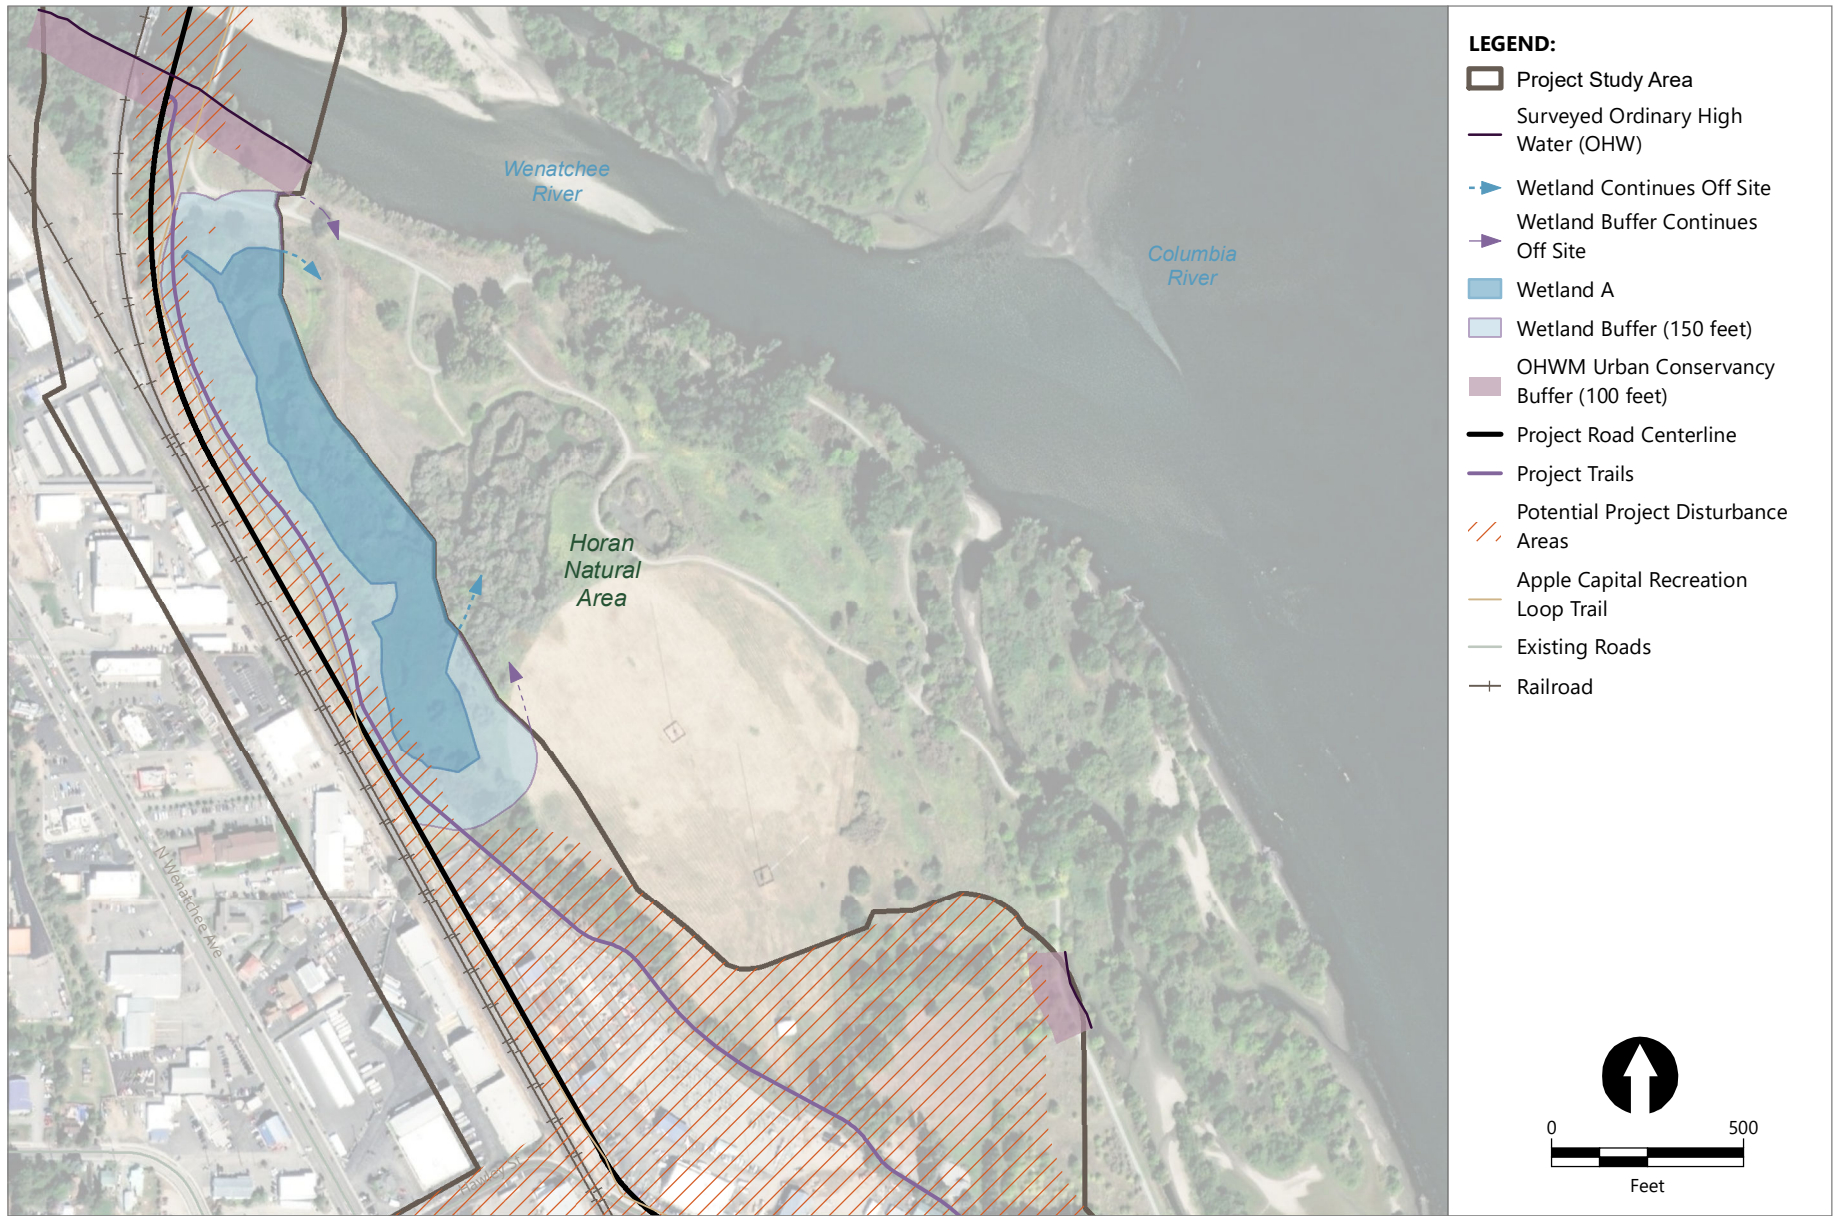 Wenatchee
River
Columbia
River
Horan
Natural
Area
N Wenatchee Ave
Hawley St
LEGEND:
Project Study Area
Surveyed Ordinary High
Water (OHW)
Wetland Continues Off Site
Wetland Buffer Continues
Off Site
Wetland A
Wetland Buffer (150 feet)
OHWM Urban Conservancy
Buffer (100 feet)
Project Road Centerline
Project Trails
Potential Project Disturbance
Areas
Apple Capital Recreation
Loop Trail
Existing Roads
Railroad
0 500
Feet